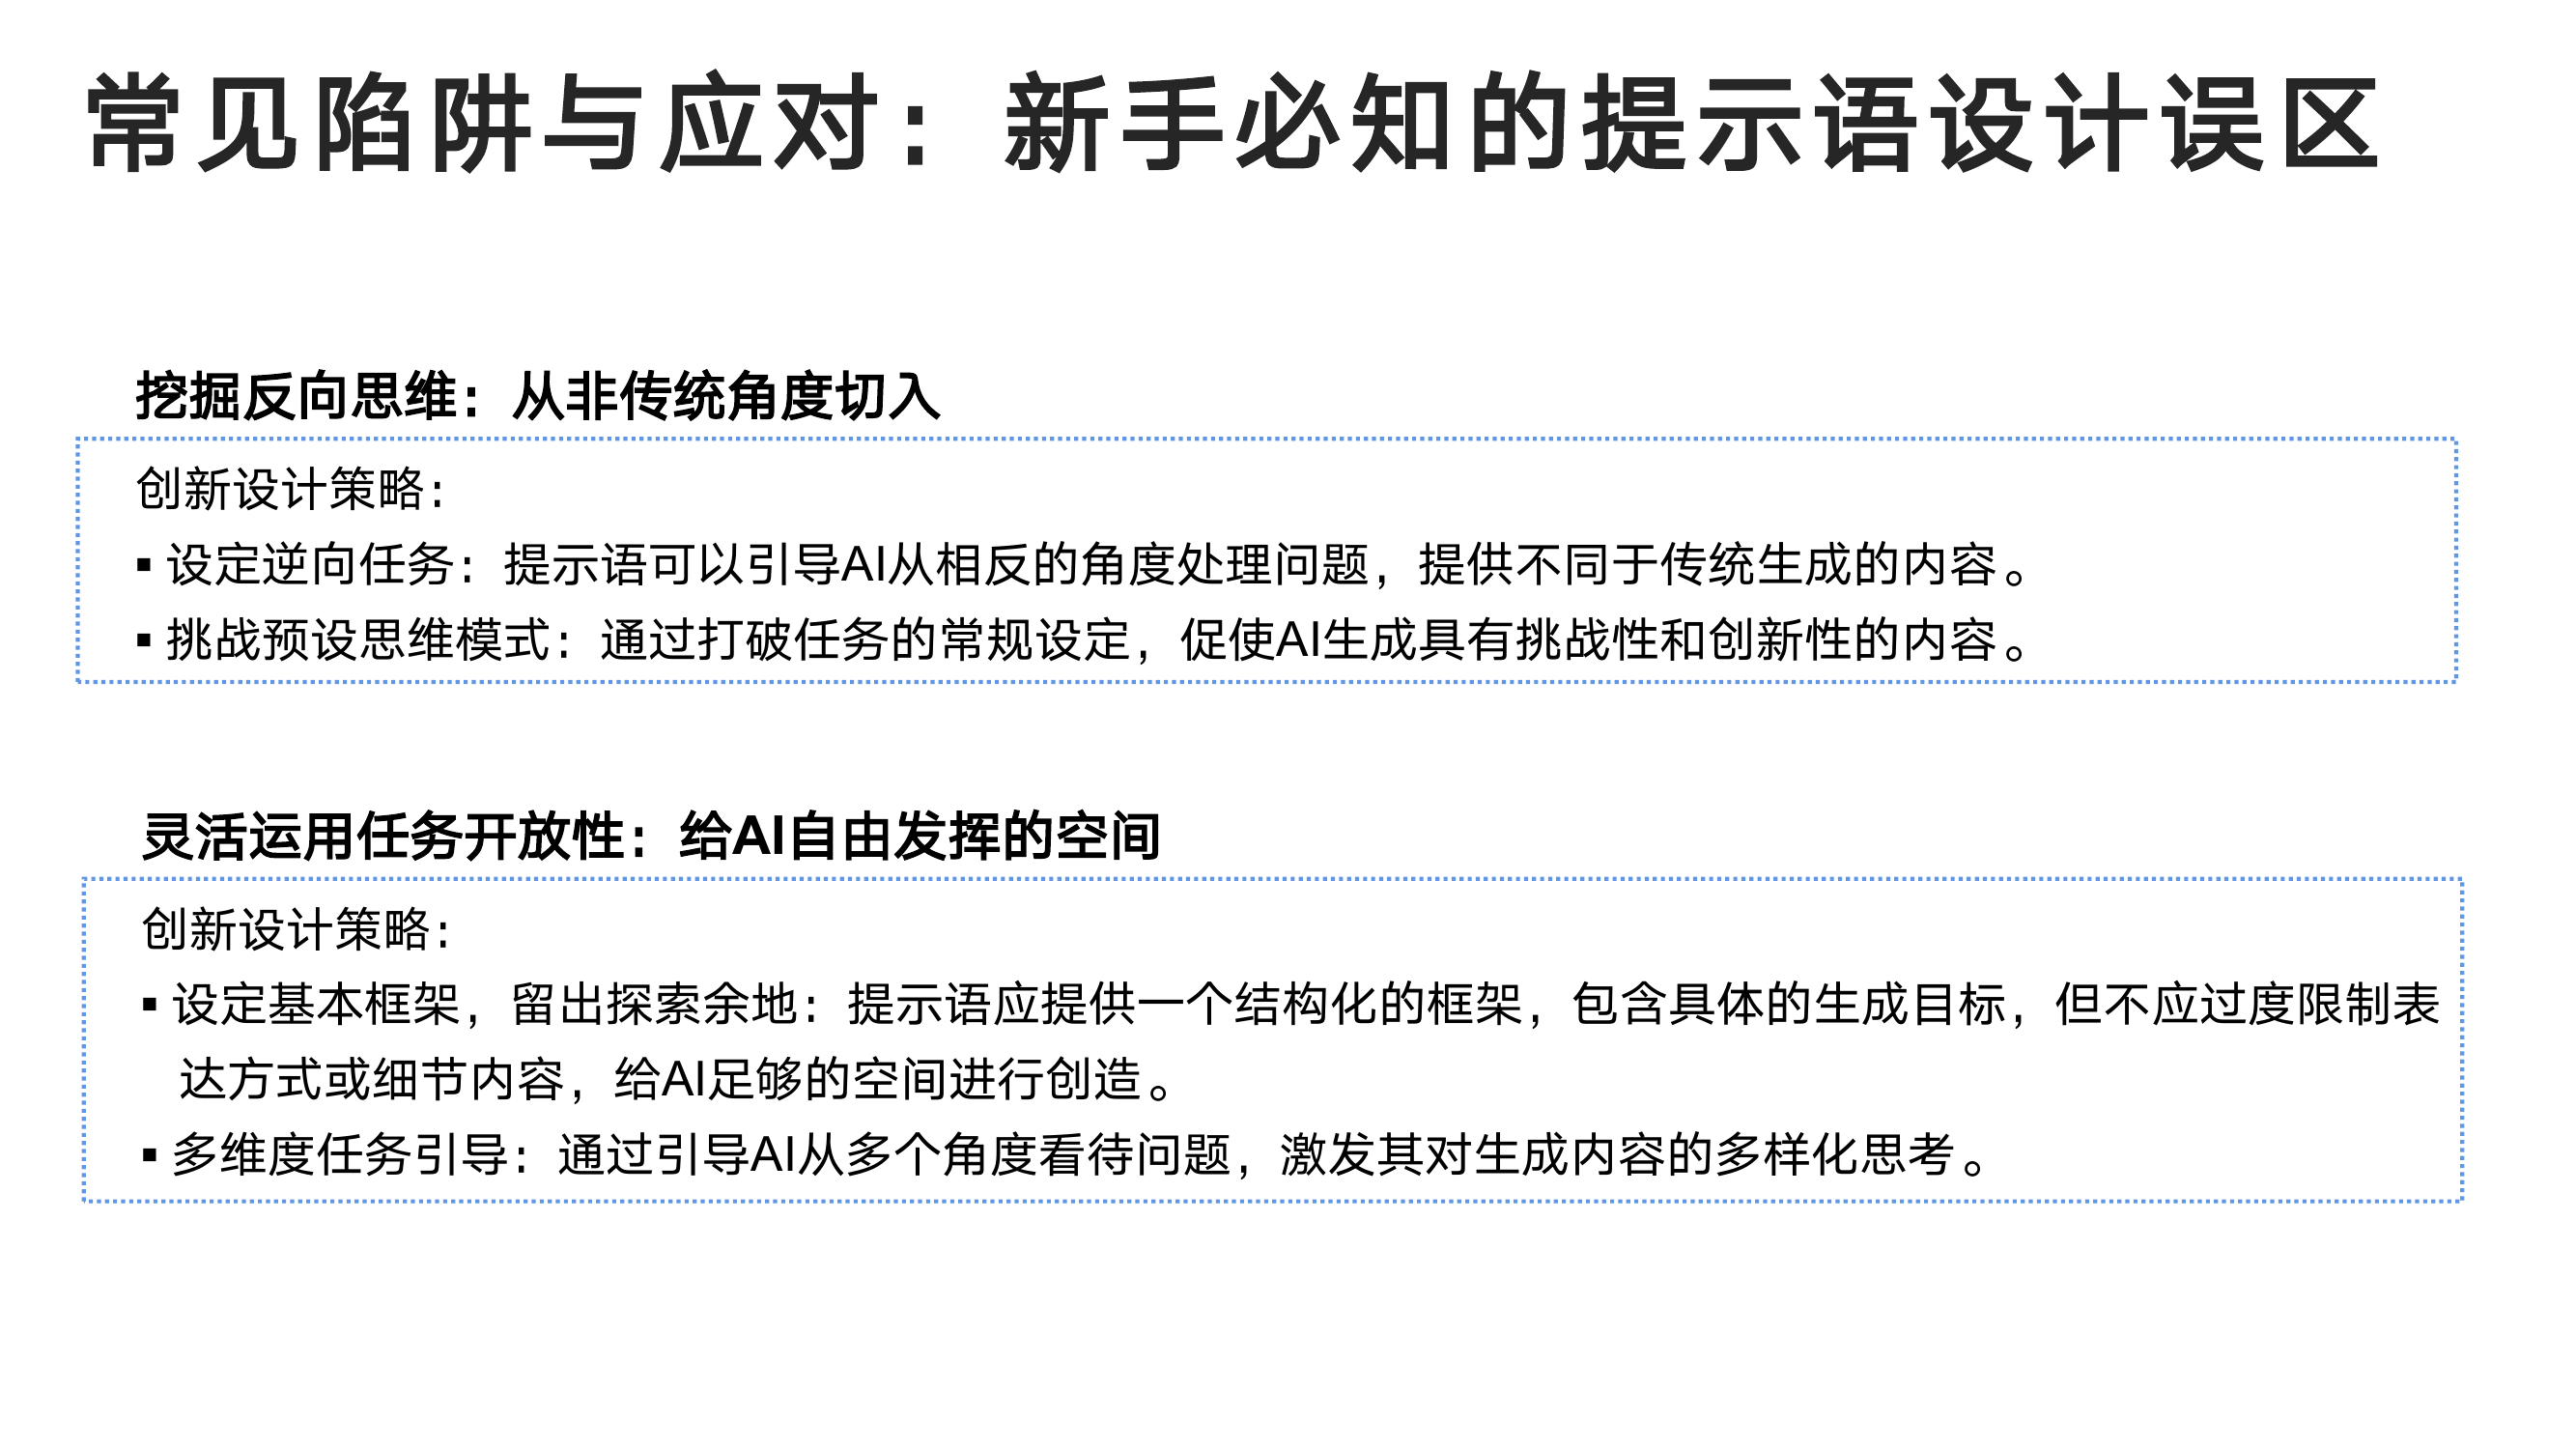 常见陷阱与应对：新手必知的提示语设计误区
挖掘反向思维：从非传统角度切入
创新设计策略：
▪ 设定逆向任务：提示语可以引导AI从相反的角度处理问题，提供不同于传统生成的内容。
▪ 挑战预设思维模式：通过打破任务的常规设定，促使AI生成具有挑战性和创新性的内容。
灵活运用任务开放性：给AI自由发挥的空间
创新设计策略：
▪ 设定基本框架，留出探索余地：提示语应提供一个结构化的框架，包含具体的生成目标，但不应过度限制表
达方式或细节内容，给AI足够的空间进行创造。
▪ 多维度任务引导：通过引导AI从多个角度看待问题，激发其对生成内容的多样化思考。